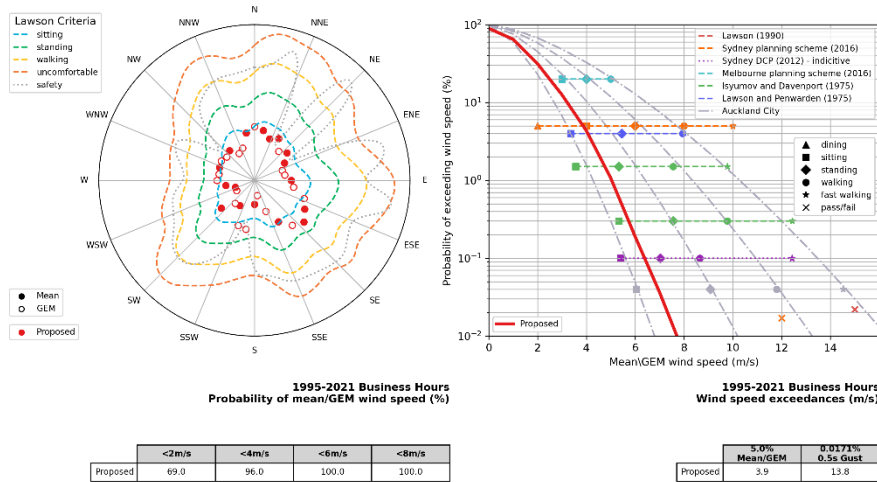 Lawson Criteria
sitting
standing
walking
uncomfortable
safety
N
NNE
NE
ENE
E
ESE
SE
SSE
S
SSW
SW
WSW
W
WNW
NW
NNW
Mean
GEM
Proposed
1995-2021 Business Hours
Probability of mean/GEM wind speed (%)
<2m/s <4m/s <6m/s <8m/s
Proposed 69.0 96.0 100.0 100.0
Probability of exceeding wind speed (%)
10²
10¹
10⁰
10⁻¹
10⁻²
0 2 4 6 8 10 12 14
Mean\GEM wind speed (m/s)
Lawson (1990)
Sydney planning scheme (2016)
Sydney DCP (2012) - indicitive
Melbourne planning scheme (2016)
Isyumov and Davenport (1975)
Lawson and Penwarden (1975)
Auckland City
dining
sitting
standing
walking
fast walking
pass/fail
Proposed
1995-2021 Business Hours
Wind speed exceedances (m/s)
5.0% 0.0171%
Mean/GEM 0.5s Gust
Proposed 3.9 13.8